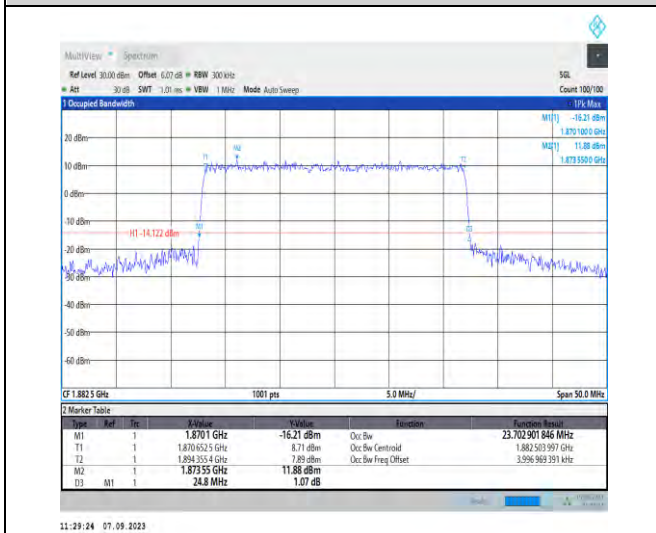 MultiView Spectrum
Ref Level 30.00 dBm Offset 6.07 dB RBW 300 kHz SGL
Att 30 dB SWT 1.01 ms VBW 1 MHz Mode Auto Sweep Count 100/100
1 Occupied Bandwidth 1Pk Max
M1[1] -16.21 dBm
1.870 100 0 GHz
20 dBm M2[1] 11.88 dBm
1.873 550 0 GHz
T1 M2 T2
10 dBm
0 dBm
-10 dBm
M1 D3
H1 -14.122 dBm
-20 dBm
-30 dBm
-40 dBm
-50 dBm
-60 dBm
CF 1.882 5 GHz 1001 pts 5.0 MHz/ Span 50.0 MHz
2 Marker Table
Type Ref Trc X-Value Y-Value Function Function Result
M1 1 1.8701 GHz -16.21 dBm Occ Bw 23.702 901 846 MHz
T1 1 1.870 652 5 GHz 8.71 dBm Occ Bw Centroid 1.882 503 997 GHz
T2 1 1.894 355 4 GHz 7.89 dBm Occ Bw Freq Offset 3.996 969 391 kHz
M2 1 1.873 55 GHz 11.88 dBm
D3 M1 1 24.8 MHz 1.07 dB
11:29:24 07.09.2023